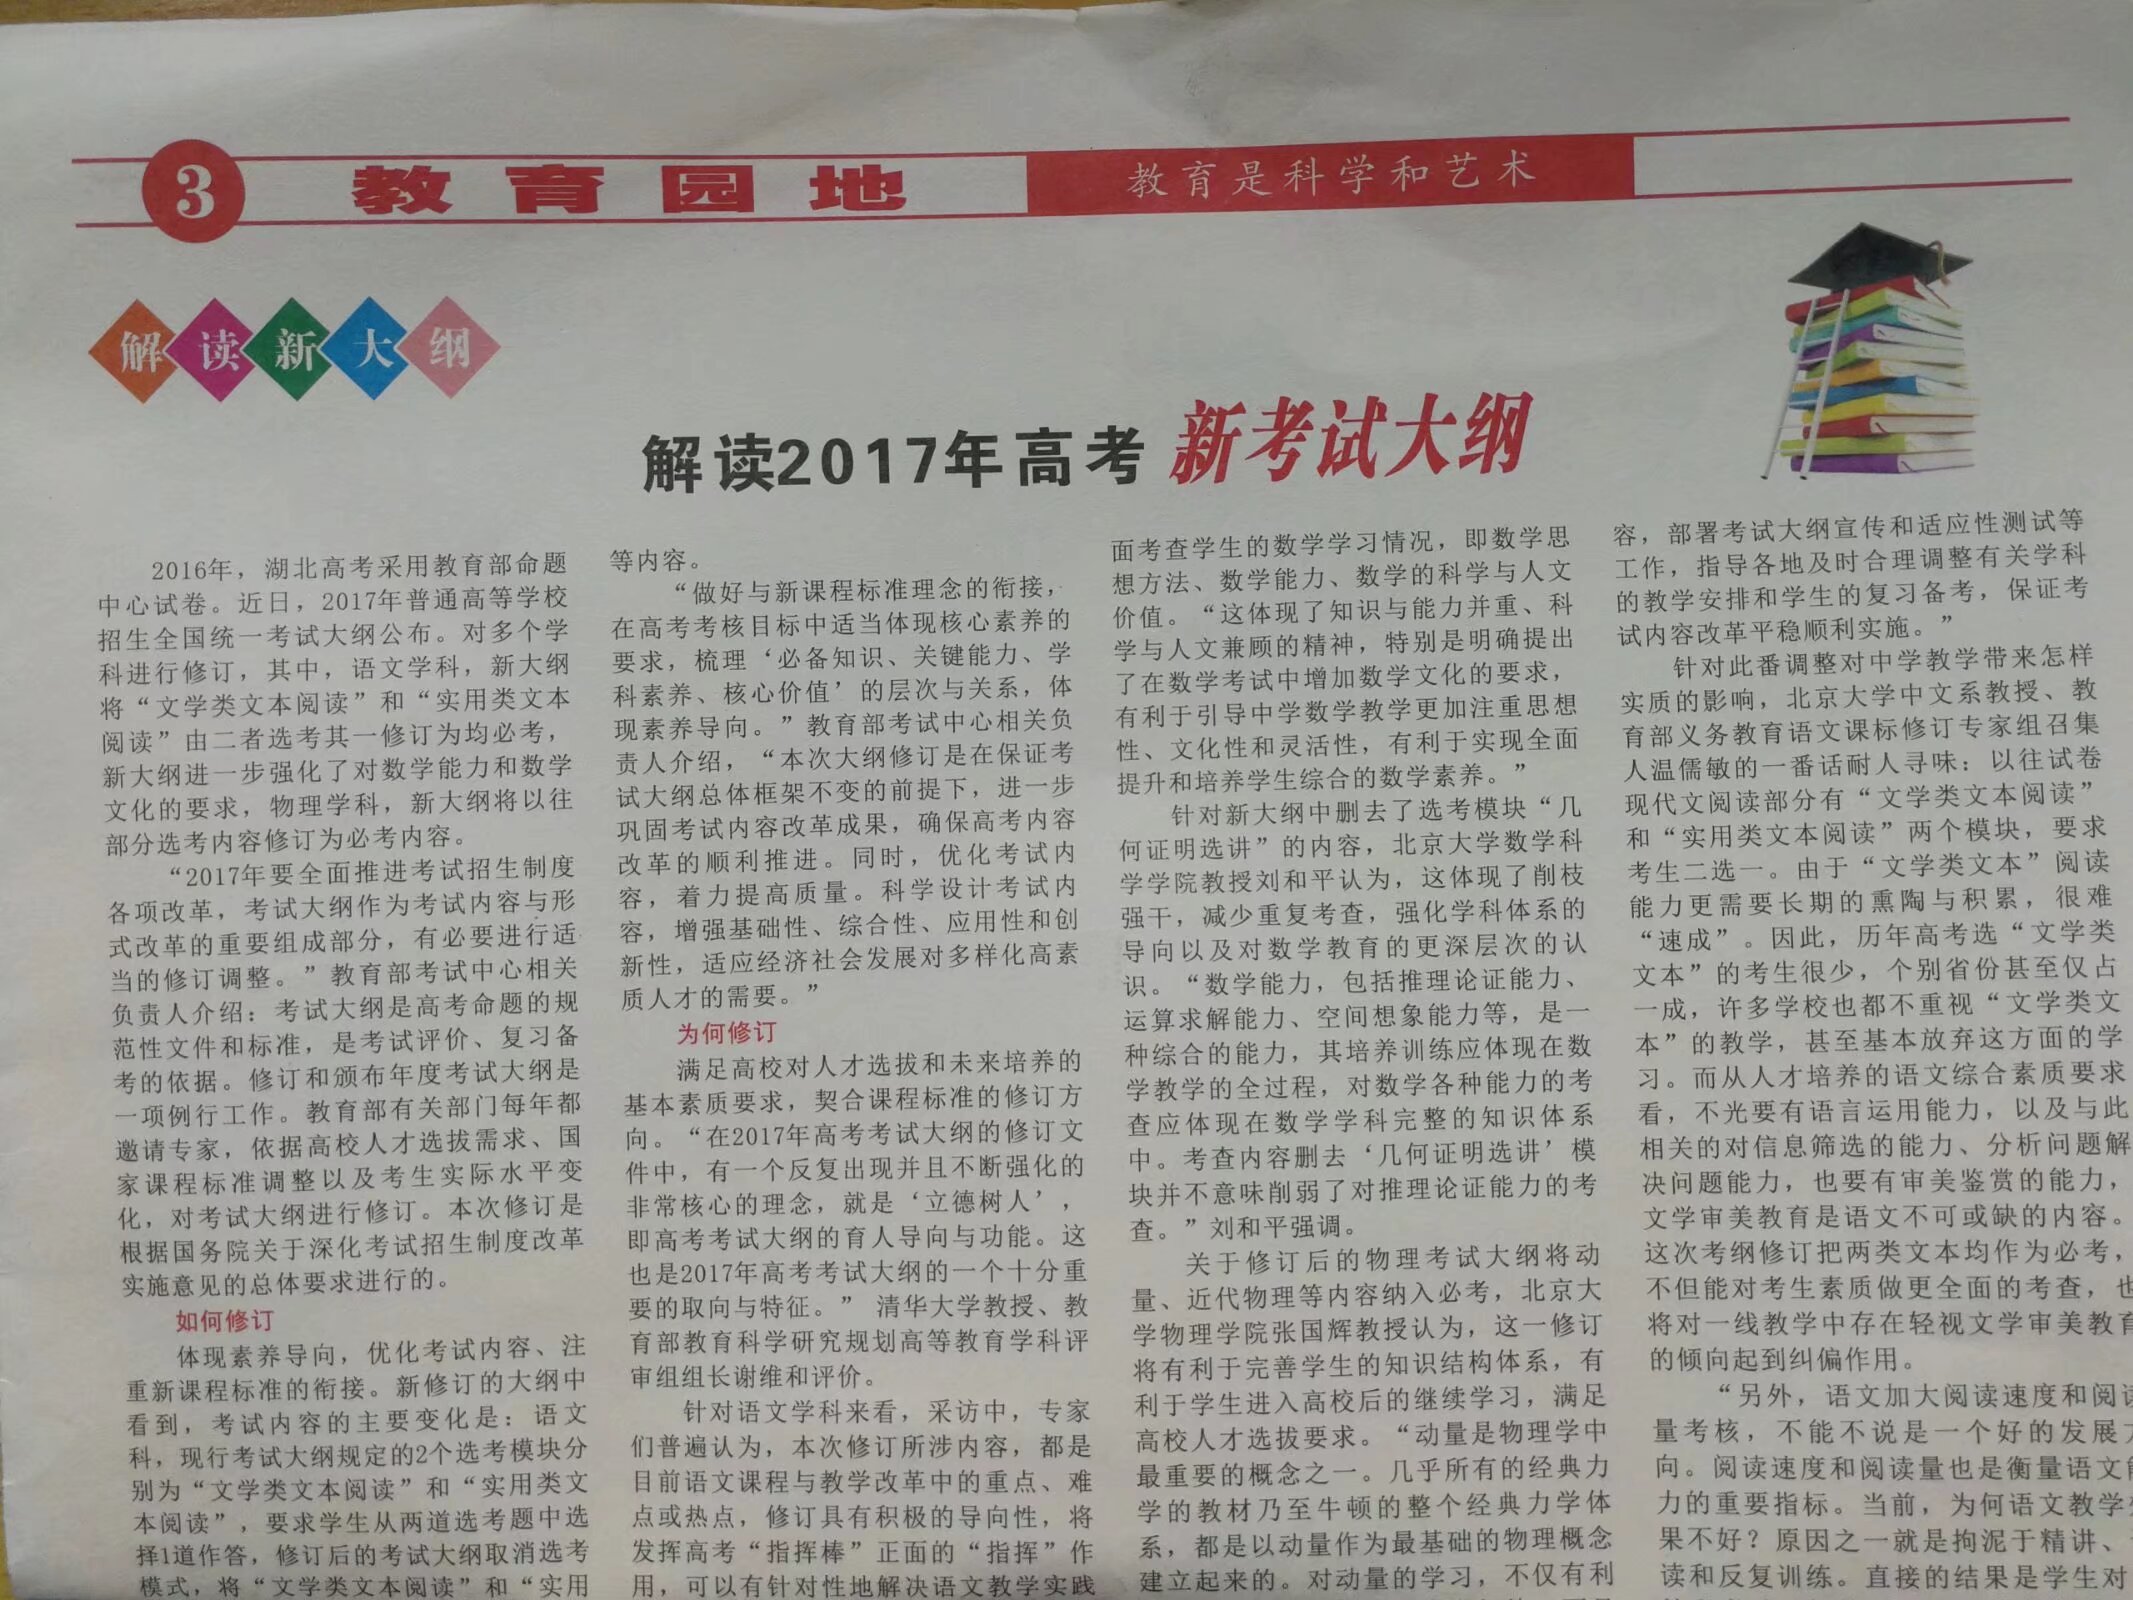 3 教育园地 教育是科学和艺术
解读新大纲
解读2017年高考 新考试大纲
2016年，湖北高考采用教育部命题
中心试卷。近日，2017年普通高等学校
招生全国统一考试大纲公布。对多个学
科进行修订，其中，语文学科，新大纲
将“文学类文本阅读”和“实用类文本
阅读”由二者选考其一修订为均必考，
新大纲进一步强化了对数学能力和数学
文化的要求，物理学科，新大纲将以往
部分选考内容修订为必考内容。
“2017年要全面推进考试招生制度
各项改革，考试大纲作为考试内容与形
式改革的重要组成部分，有必要进行适
当的修订调整。”教育部考试中心相关
负责人介绍：考试大纲是高考命题的规
范性文件和标准，是考试评价、复习备
考的依据。修订和颁布年度考试大纲是
一项例行工作。教育部有关部门每年都
邀请专家，依据高校人才选拔需求、国
家课程标准调整以及考生实际水平变
化，对考试大纲进行修订。本次修订是
根据国务院关于深化考试招生制度改革
实施意见的总体要求进行的。
如何修订
体现素养导向，优化考试内容、注
重新课程标准的衔接。新修订的大纲中
看到，考试内容的主要变化是：语文
科，现行考试大纲规定的2个选考模块分
别为“文学类文本阅读”和“实用类文
本阅读”，要求学生从两道选考题中选
择1道作答，修订后的考试大纲取消选考
模式，将“文学类文本阅读”和“实用
等内容。
“做好与新课程标准理念的衔接，
在高考考核目标中适当体现核心素养的
要求，梳理‘必备知识、关键能力、学
科素养、核心价值’的层次与关系，体
现素养导向。”教育部考试中心相关负
责人介绍，“本次大纲修订是在保证考
试大纲总体框架不变的前提下，进一步
巩固考试内容改革成果，确保高考内容
改革的顺利推进。同时，优化考试内
容，着力提高质量。科学设计考试内
容，增强基础性、综合性、应用性和创
新性，适应经济社会发展对多样化高素
质人才的需要。”
为何修订
满足高校对人才选拔和未来培养的
基本素质要求，契合课程标准的修订方
向。“在2017年高考考试大纲的修订文
件中，有一个反复出现并且不断强化的
非常核心的理念，就是‘立德树人’，
即高考考试大纲的育人导向与功能。这
也是2017年高考考试大纲的一个十分重
要的取向与特征。” 清华大学教授、教
育部教育科学研究规划高等教育学科评
审组组长谢维和评价。
针对语文学科来看，采访中，专家
们普遍认为，本次修订所涉内容，都是
目前语文课程与教学改革中的重点、难
点或热点，修订具有积极的导向性，将
发挥高考“指挥棒”正面的“指挥”作
用，可以有针对性地解决语文教学实践
面考查学生的数学学习情况，即数学思
想方法、数学能力、数学的科学与人文
价值。“这体现了知识与能力并重、科
学与人文兼顾的精神，特别是明确提出
了在数学考试中增加数学文化的要求，
有利于引导中学数学教学更加注重思想
性、文化性和灵活性，有利于实现全面
提升和培养学生综合的数学素养。”
针对新大纲中删去了选考模块“几
何证明选讲”的内容，北京大学数学科
学学院教授刘和平认为，这体现了削枝
强干，减少重复考查，强化学科体系的
导向以及对数学教育的更深层次的认
识。“数学能力，包括推理论证能力、
运算求解能力、空间想象能力等，是一
种综合的能力，其培养训练应体现在数
学教学的全过程，对数学各种能力的考
查应体现在数学学科完整的知识体系
中。考查内容删去‘几何证明选讲’模
块并不意味削弱了对推理论证能力的考
查。”刘和平强调。
关于修订后的物理考试大纲将动
量、近代物理等内容纳入必考，北京大
学物理学院张国辉教授认为，这一修订
将有利于完善学生的知识结构体系，有
利于学生进入高校后的继续学习，满足
高校人才选拔要求。“动量是物理学中
最重要的概念之一。几乎所有的经典力
学的教材乃至牛顿的整个经典力学体
系，都是以动量作为最基础的物理概念
建立起来的。对动量的学习，不仅有利
容，部署考试大纲宣传和适应性测试等
工作，指导各地及时合理调整有关学科
的教学安排和学生的复习备考，保证考
试内容改革平稳顺利实施。”
针对此番调整对中学教学带来怎样
实质的影响，北京大学中文系教授、教
育部义务教育语文课标修订专家组召集
人温儒敏的一番话耐人寻味：以往试卷
现代文阅读部分有“文学类文本阅读”
和“实用类文本阅读”两个模块，要求
考生二选一。由于“文学类文本”阅读
能力更需要长期的熏陶与积累，很难
“速成”。因此，历年高考选“文学类
文本”的考生很少，个别省份甚至仅占
一成，许多学校也都不重视“文学类文
本”的教学，甚至基本放弃这方面的学
习。而从人才培养的语文综合素质要求
看，不光要有语言运用能力，以及与此
相关的对信息筛选的能力、分析问题解
决问题能力，也要有审美鉴赏的能力，
文学审美教育是语文不可或缺的内容。
这次考纲修订把两类文本均作为必考，
不但能对考生素质做更全面的考查，也
将对一线教学中存在轻视文学审美教育
的倾向起到纠偏作用。
“另外，语文加大阅读速度和阅读
量考核，不能不说是一个好的发展方
向。阅读速度和阅读量也是衡量语文能
力的重要指标。当前，为何语文教学效
果不好？原因之一就是拘泥于精讲、
读和反复训练。直接的结果是学生对